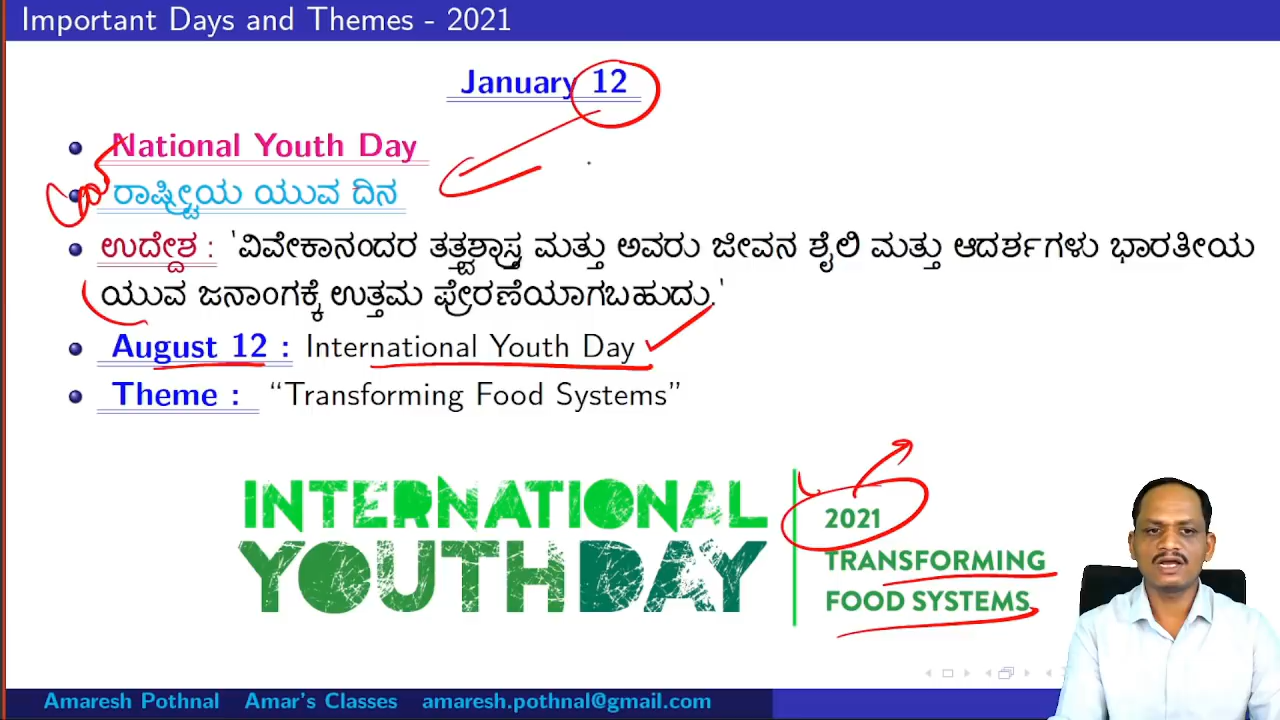 Important Days and Themes - 2021
January 12
National Youth Day
ರಾಷ್ಟ್ರೀಯ ಯುವ ದಿನ
ಉದ್ದೇಶ : 'ವಿವೇಕಾನಂದರ ತತ್ತ್ವಶಾಸ್ತ್ರ ಮತ್ತು ಅವರು ಜೀವನ ಶೈಲಿ ಮತ್ತು ಆದರ್ಶಗಳು ಭಾರತೀಯ
ಯುವ ಜನಾಂಗಕ್ಕೆ ಉತ್ತಮ ಪ್ರೇರಣೆಯಾಗಬಹುದು.'
August 12 : International Youth Day
Theme : “Transforming Food Systems”
INTERNATIONAL
YOUTH DAY
2021
TRANSFORMING
FOOD SYSTEMS
Amaresh Pothnal Amar's Classes amaresh.pothnal@gmail.com